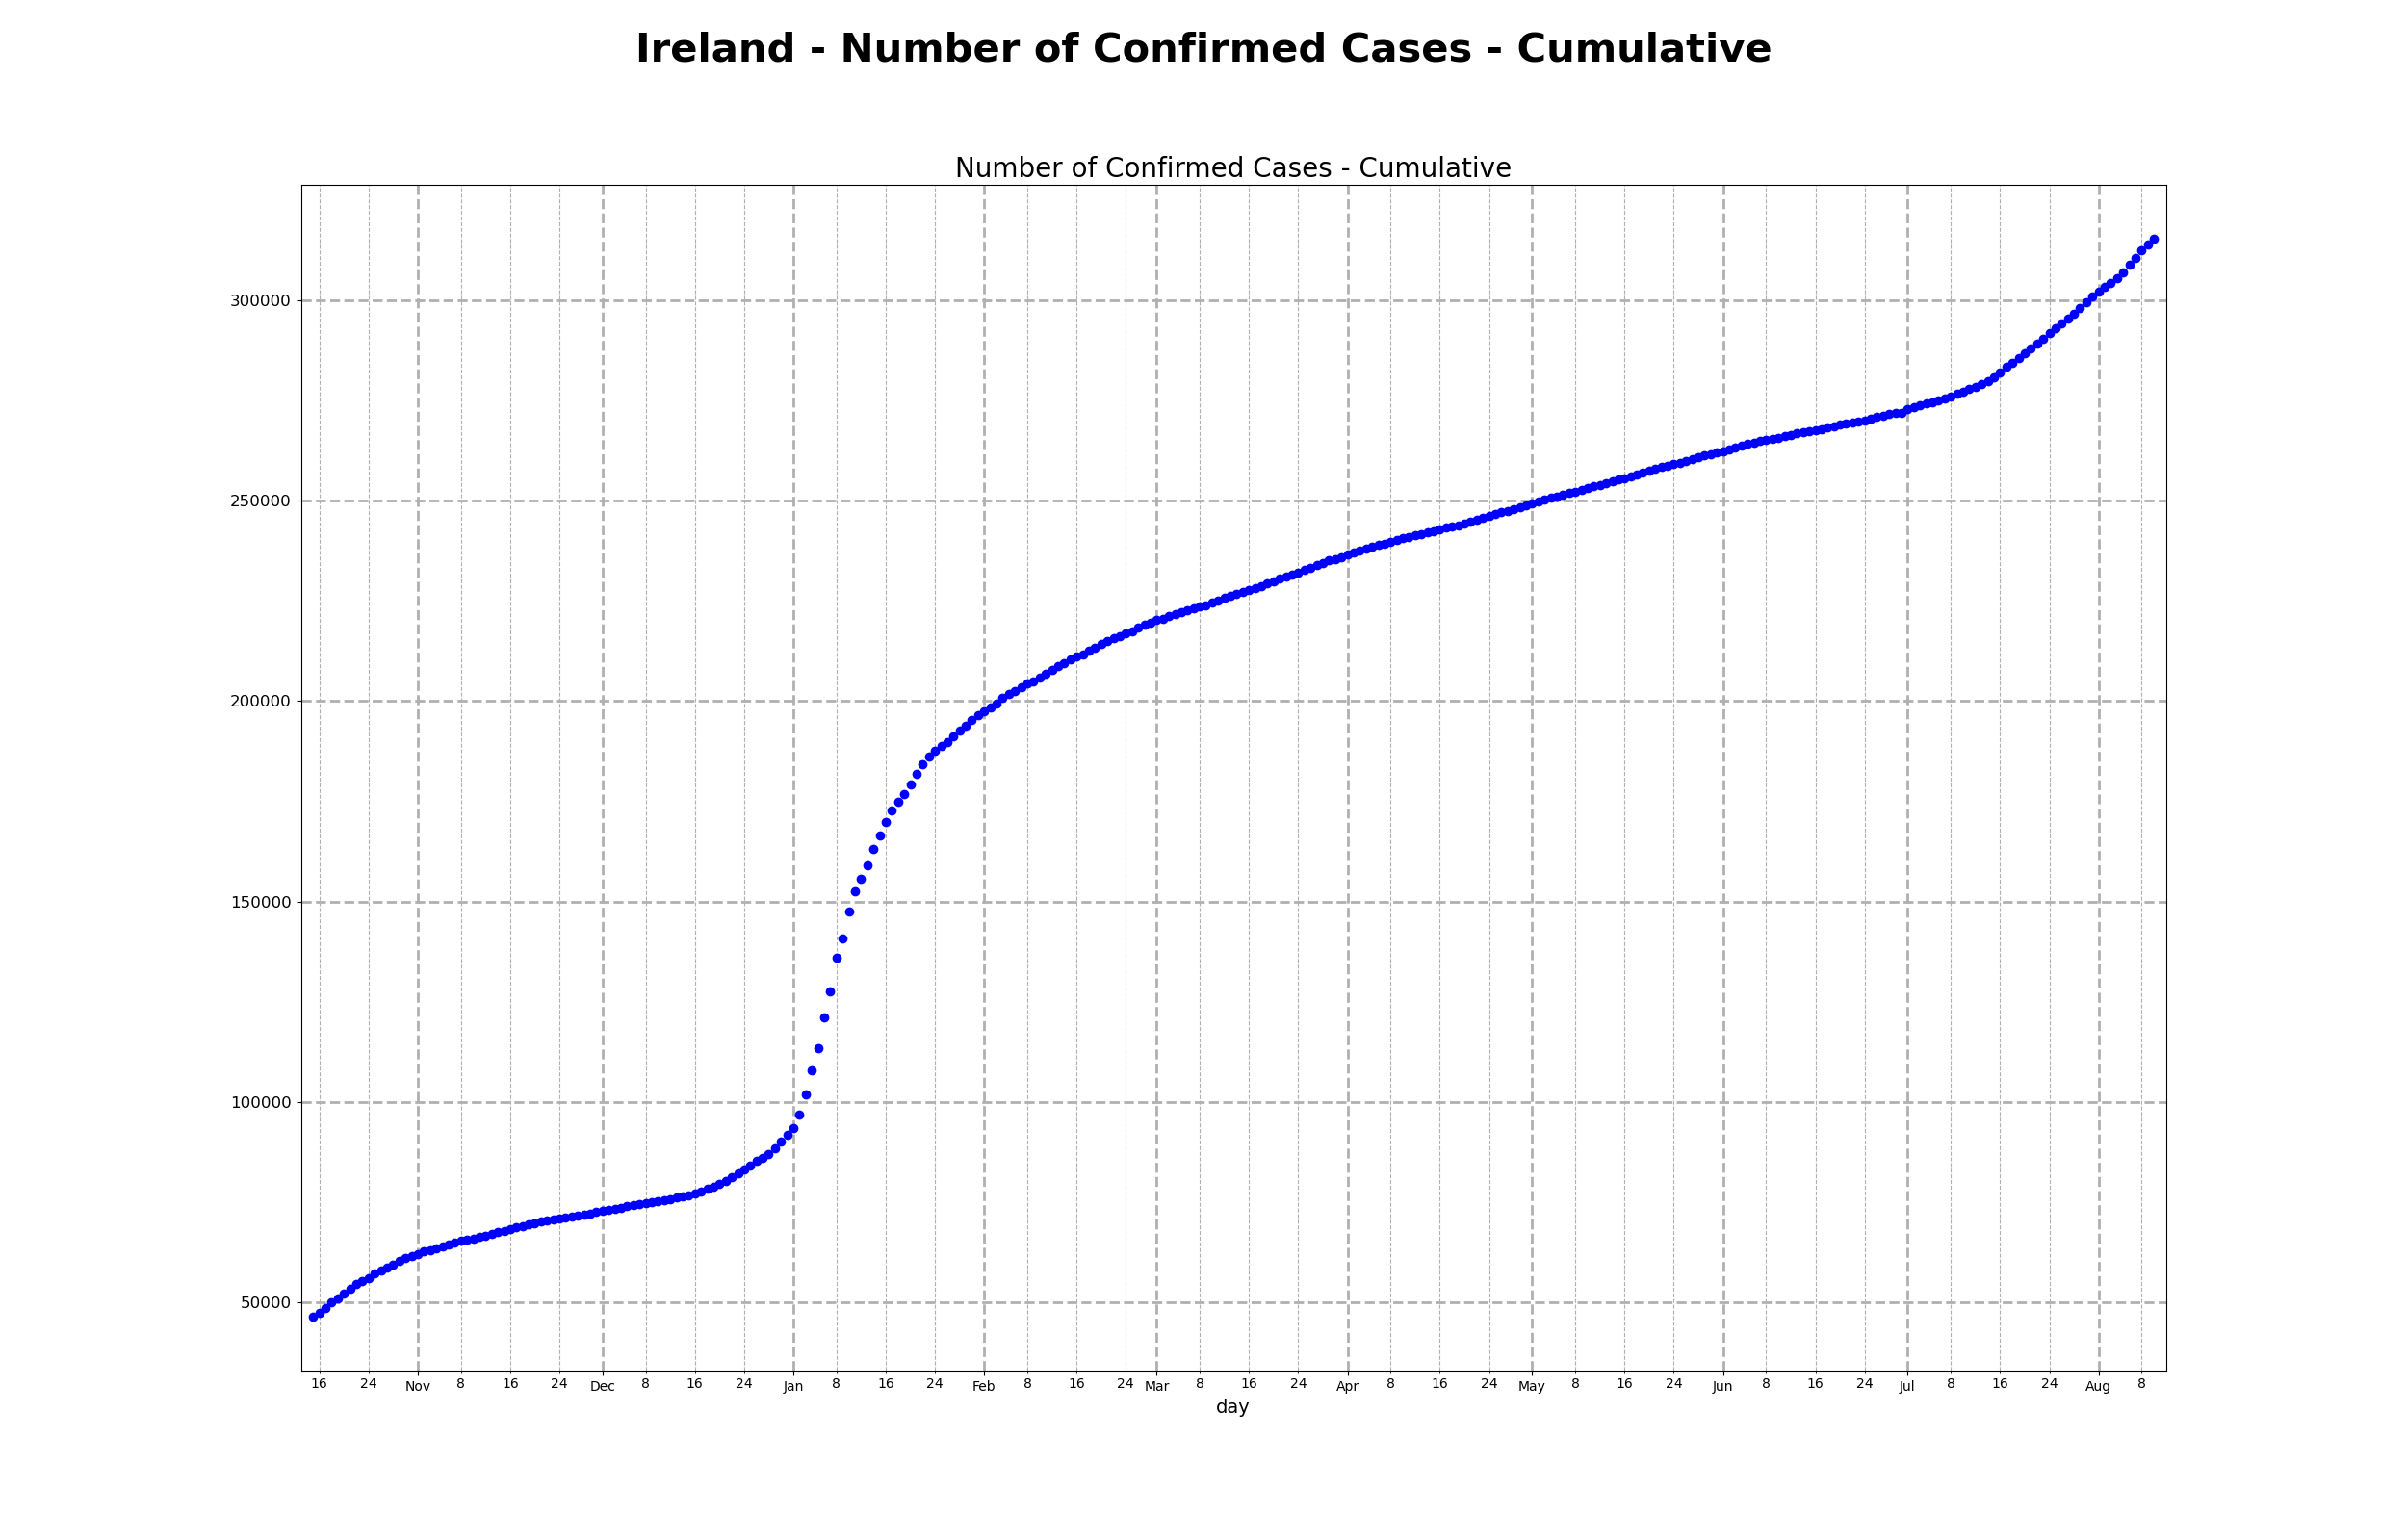 Ireland - Number of Confirmed Cases - Cumulative
Number of Confirmed Cases - Cumulative
300000
250000
200000
150000
100000
50000
16 24 Nov 8 16 24 Dec 8 16 24 Jan 8 16 24 Feb 8 16 24 Mar 8 16 24 Apr 8 16 24 May 8 16 24 Jun 8 16 24 Jul 8 16 24 Aug 8
day